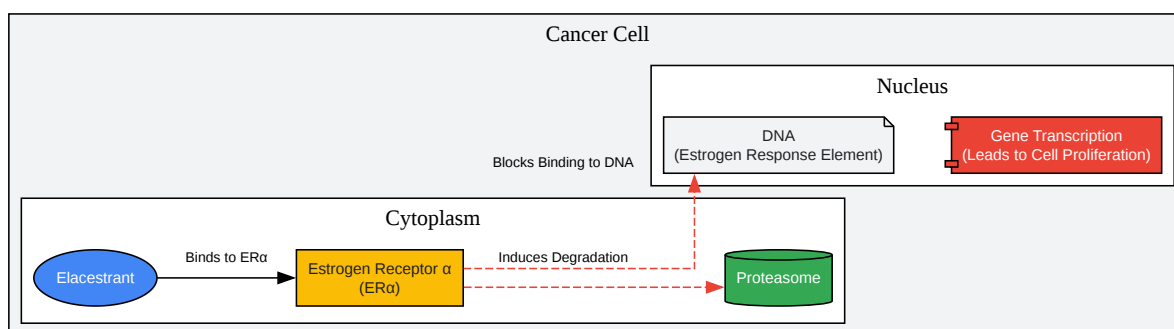 Cancer Cell
Nucleus
DNA
(Estrogen Response Element)
Gene Transcription
(Leads to Cell Proliferation)
Blocks Binding to DNA
Cytoplasm
Elacestrant
Binds to ERα
Estrogen Receptor α
(ERα)
Induces Degradation
Proteasome